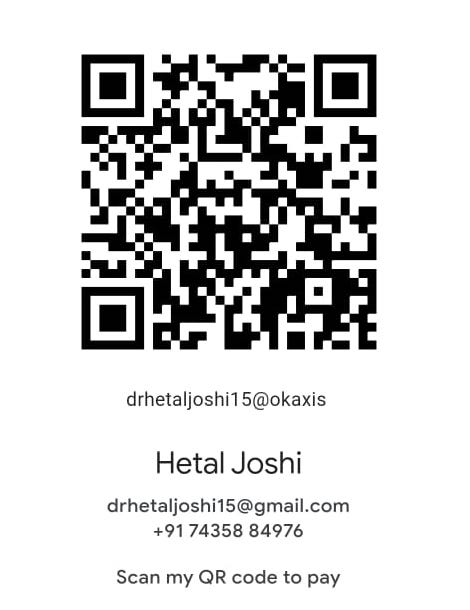 drhetaljoshi15@okaxis
Hetal Joshi
drhetaljoshi15@gmail.com
+91 74358 84976
Scan my QR code to pay